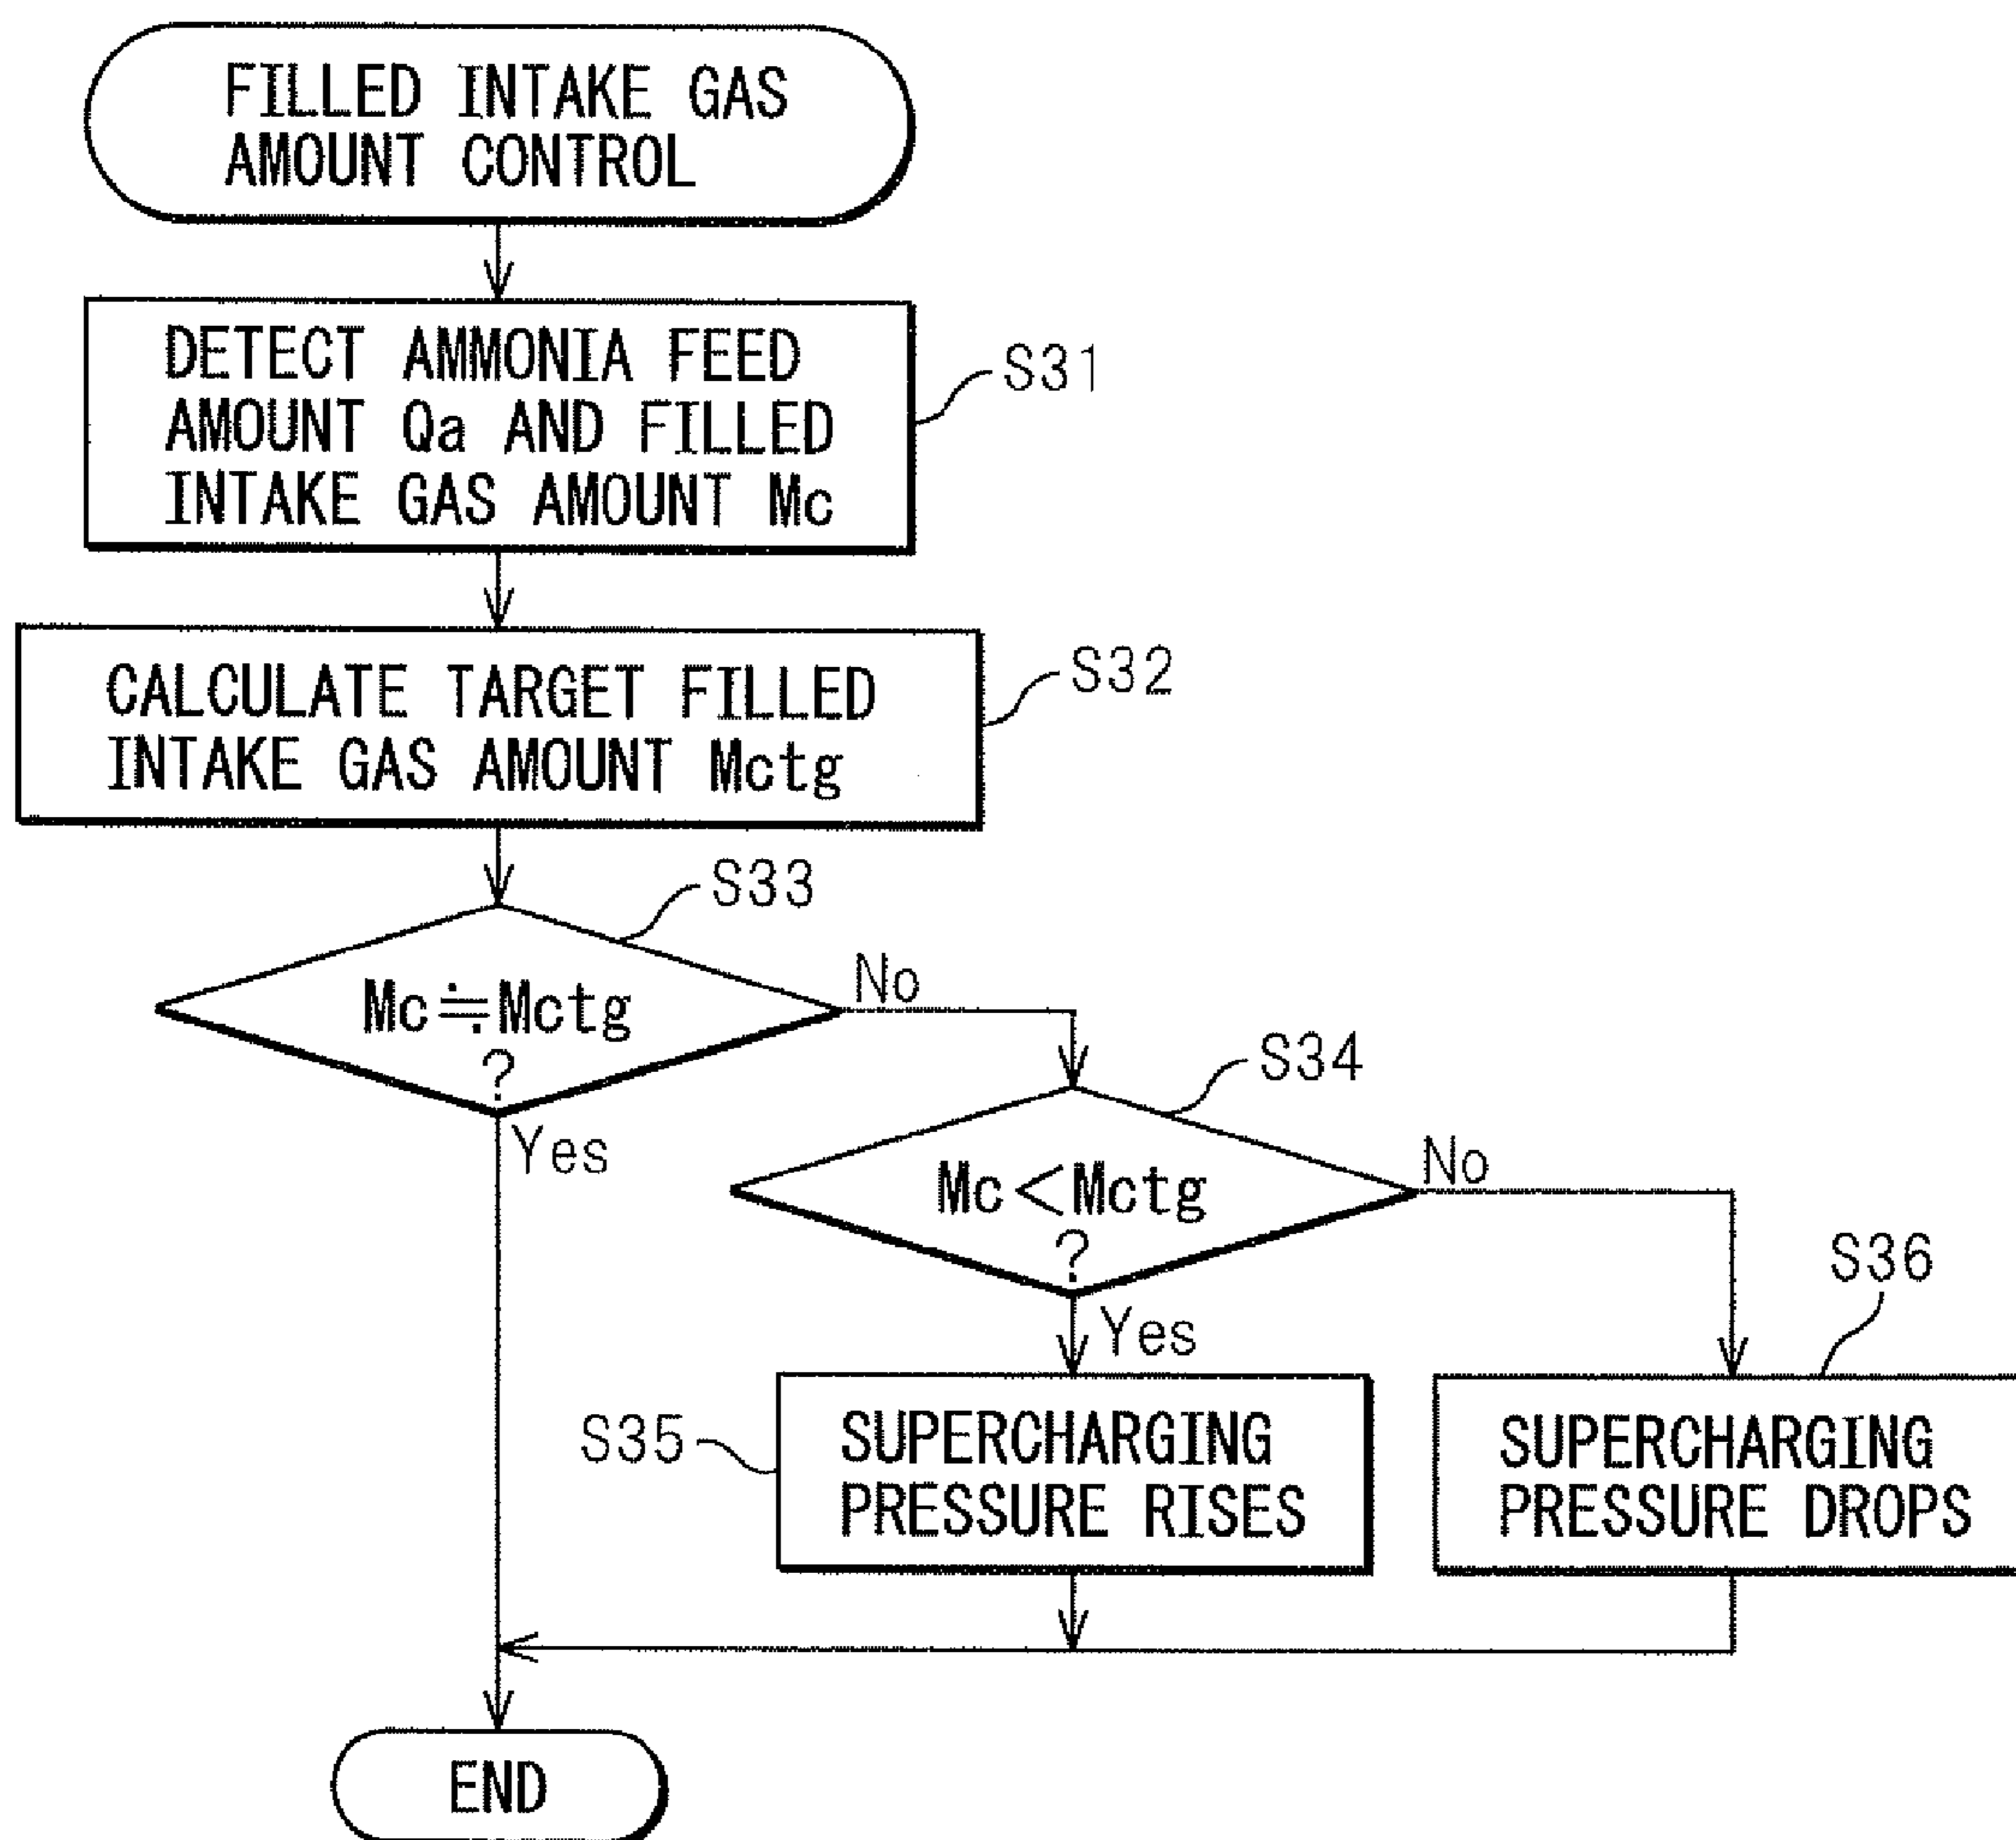 FILLED INTAKE GAS
AMOUNT CONTROL
DETECT AMMONIA FEED
AMOUNT Qa AND FILLED
INTAKE GAS AMOUNT Mc
S31
CALCULATE TARGET FILLED
INTAKE GAS AMOUNT Mctg
S32
S33
Mc≒Mctg
?
No
Yes
S34
Mc<Mctg
?
No
Yes
S35
SUPERCHARGING
PRESSURE RISES
S36
SUPERCHARGING
PRESSURE DROPS
END